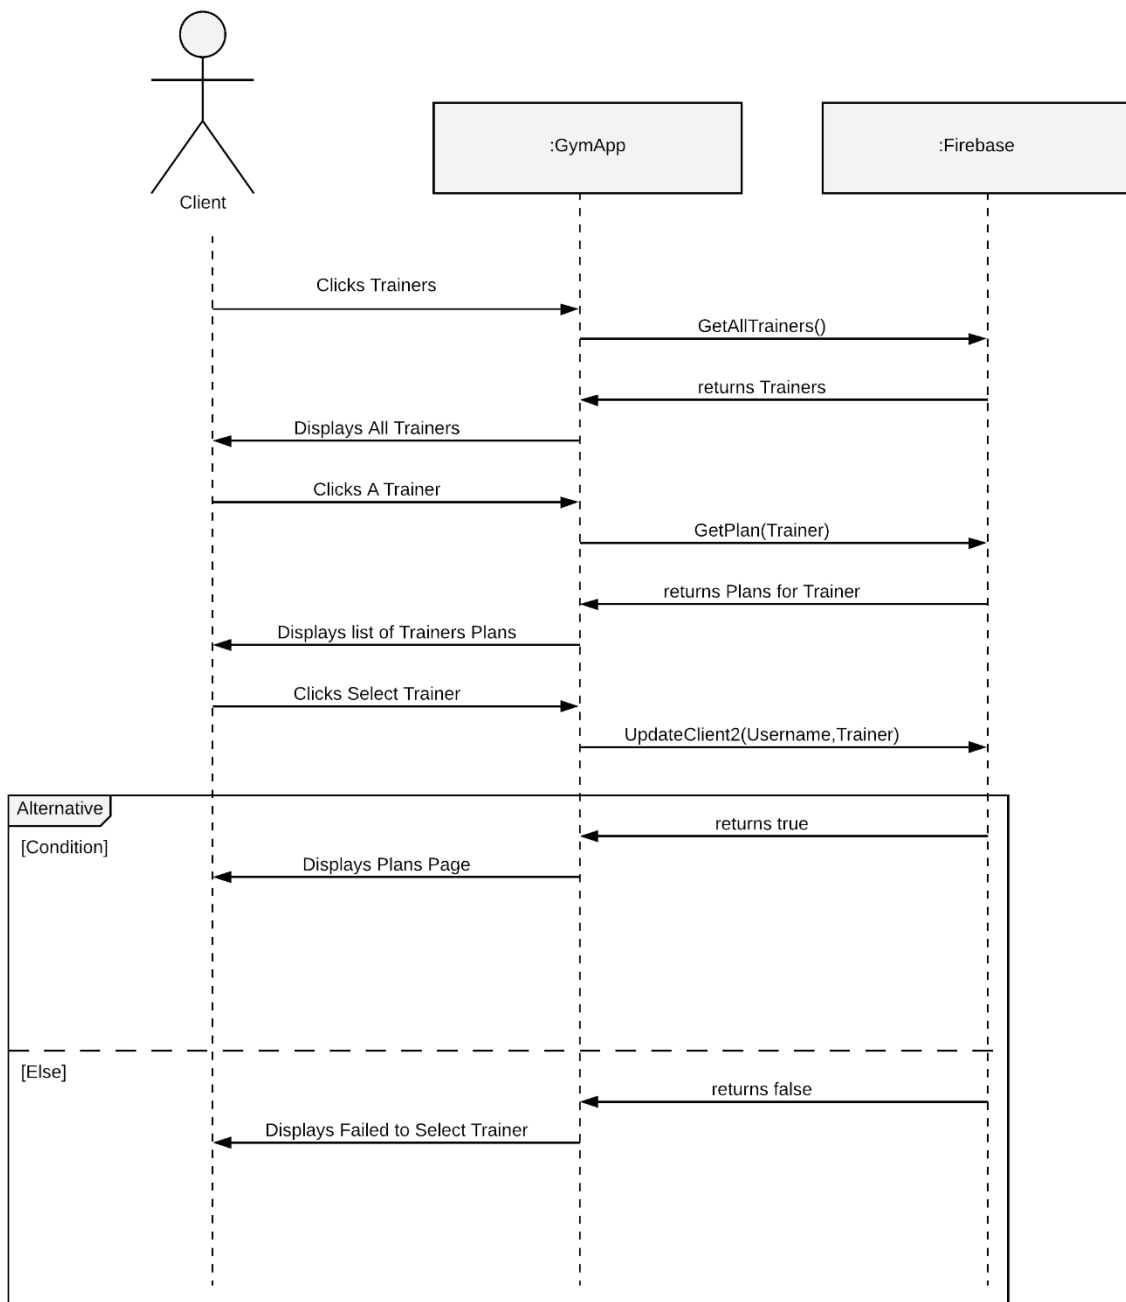 :GymApp
:Firebase
Client
Clicks Trainers
GetAllTrainers()
returns Trainers
Displays All Trainers
Clicks A Trainer
GetPlan(Trainer)
returns Plans for Trainer
Displays list of Trainers Plans
Clicks Select Trainer
UpdateClient2(Username,Trainer)
Alternative
returns true
[Condition]
Displays Plans Page
[Else]
returns false
Displays Failed to Select Trainer